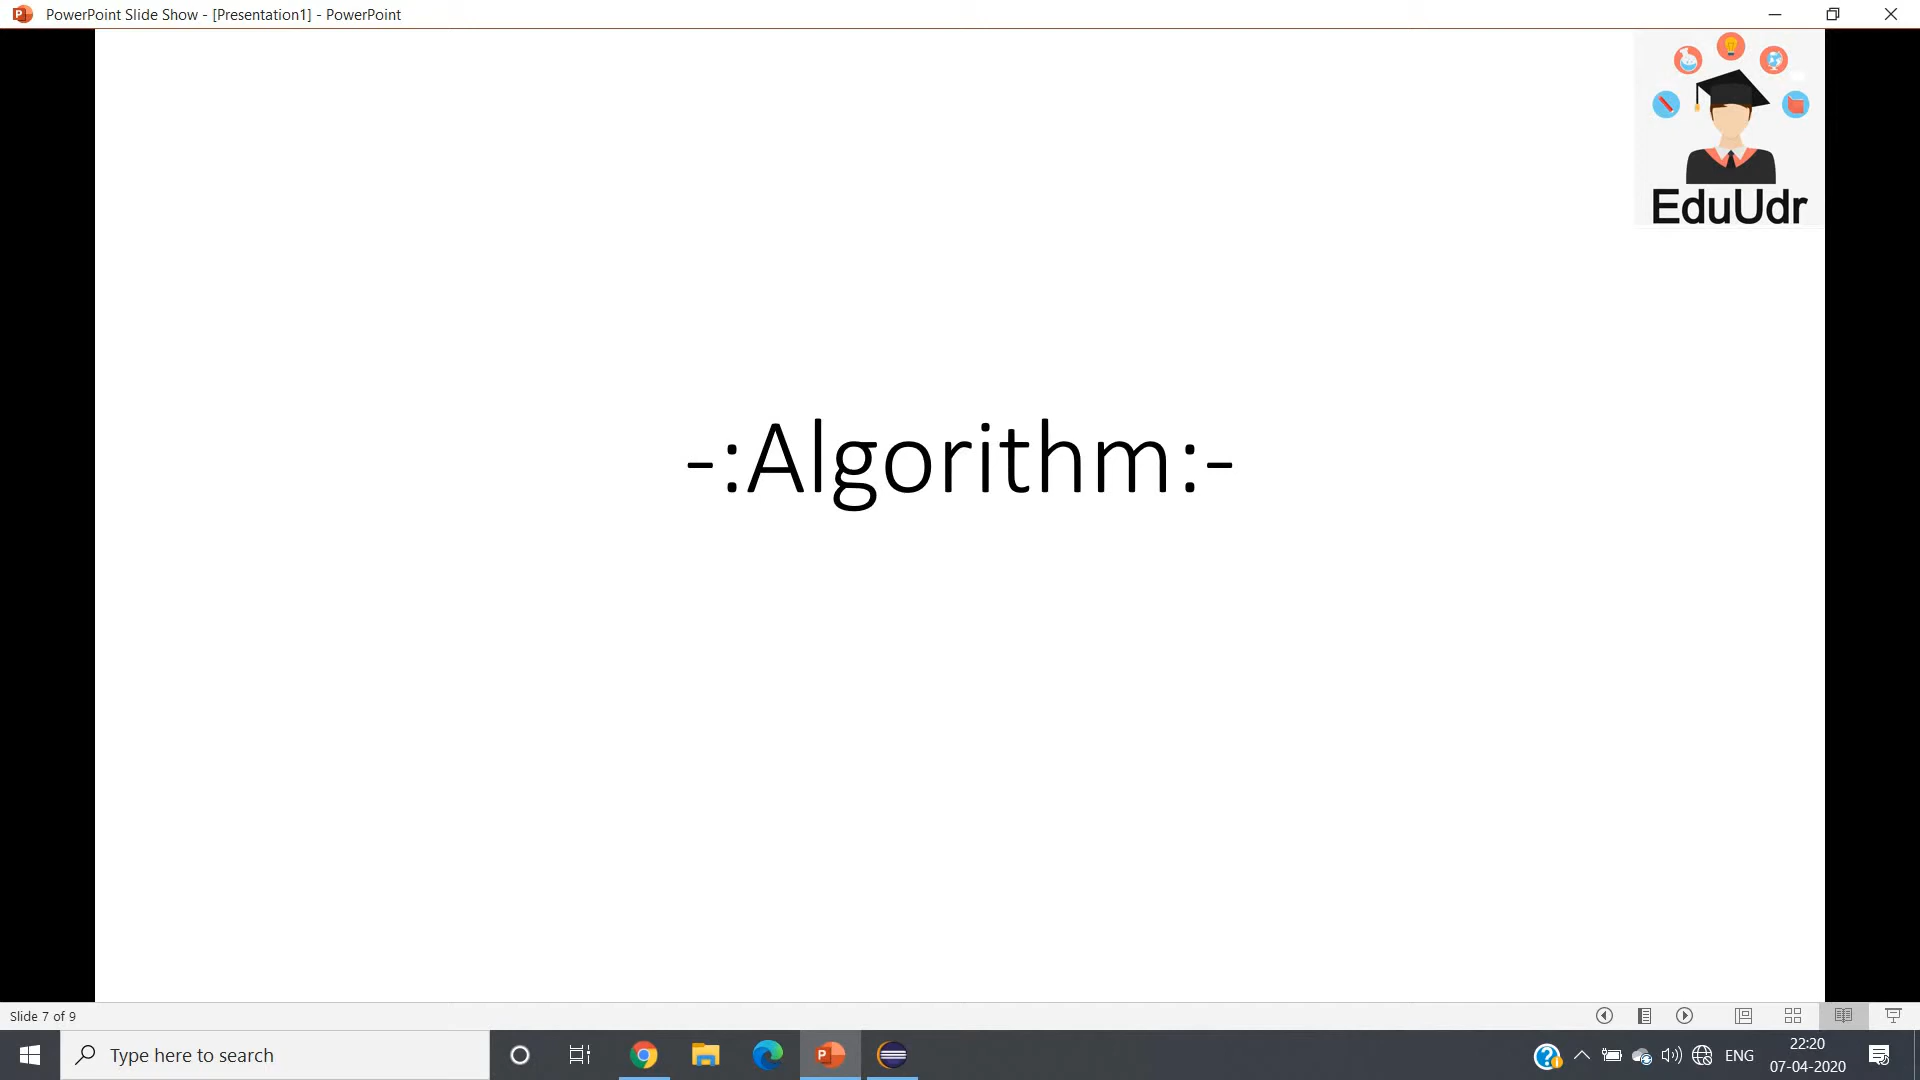 PowerPoint Slide Show - [Presentation1] - PowerPoint
EduUdr
-:Algorithm:-
Slide 7 of 9
Type here to search
ENG
22:20
07-04-2020